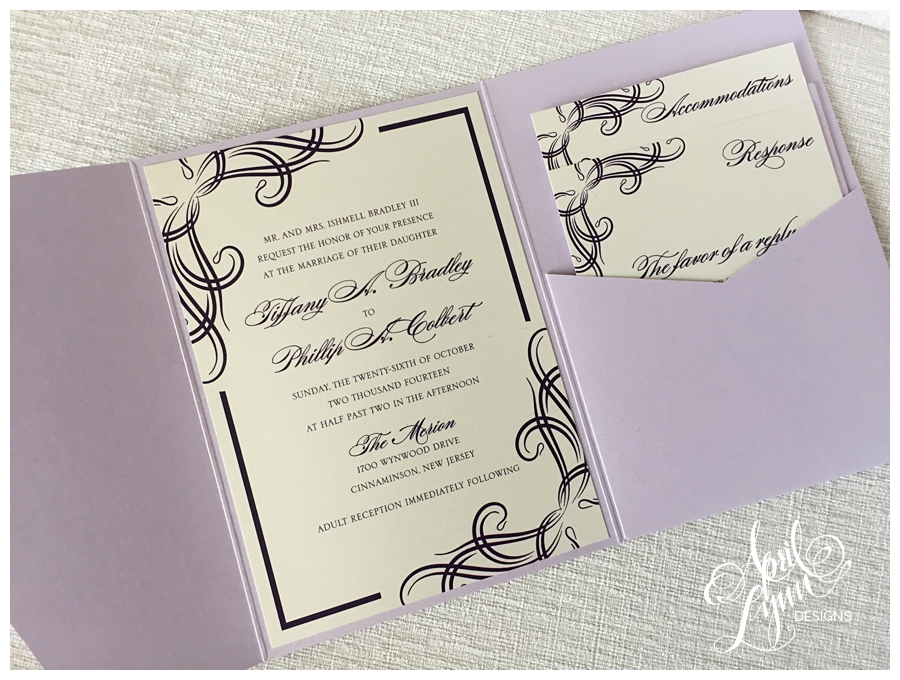 MR. AND MRS. ISHMELL BRADLEY III
REQUEST THE HONOR OF YOUR PRESENCE
AT THE MARRIAGE OF THEIR DAUGHTER
Tiffany A. Bradley
TO
Phillip A. Colbert
SUNDAY, THE TWENTY-SIXTH OF OCTOBER
TWO THOUSAND FOURTEEN
AT HALF PAST TWO IN THE AFTERNOON
The Merion
1700 WYNWOOD DRIVE
CINNAMINSON, NEW JERSEY
ADULT RECEPTION IMMEDIATELY FOLLOWING
Accommodations
Response
The favor of a reply
April
Lynn
DESIGNS